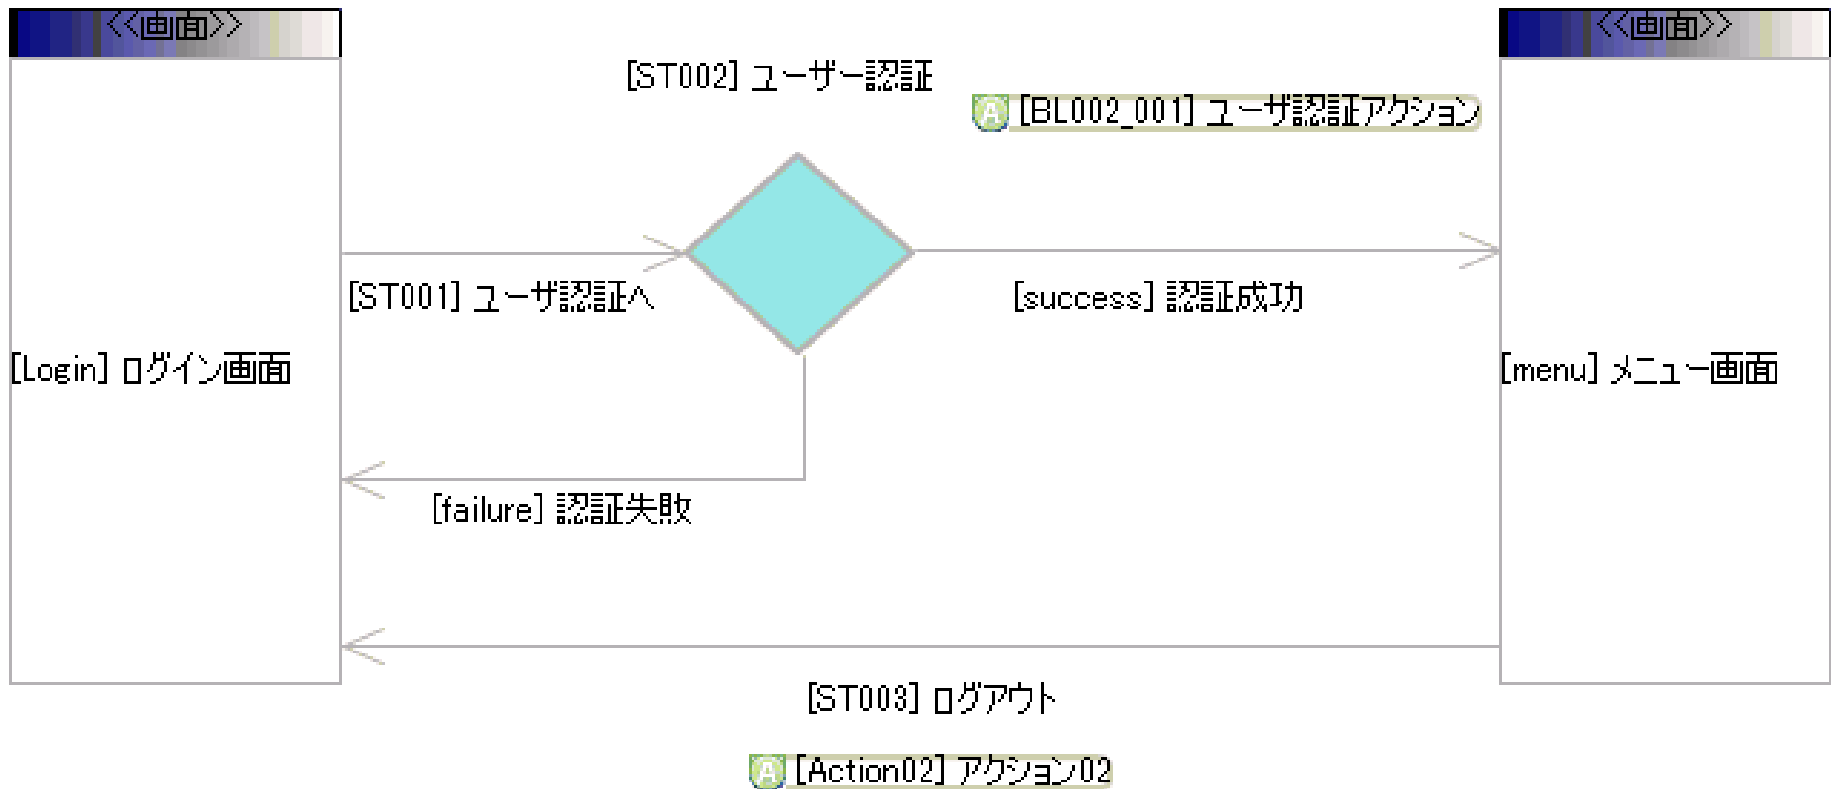 <<画面>>
<<画面>>
[ST002] ユーザー認証
A [BL002_001] ユーザ認証アクション
[ST001] ユーザ認証へ
[success] 認証成功
[Login] ログイン画面
[menu] メニュー画面
[failure] 認証失敗
[ST003] ログアウト
A [Action02] アクション02